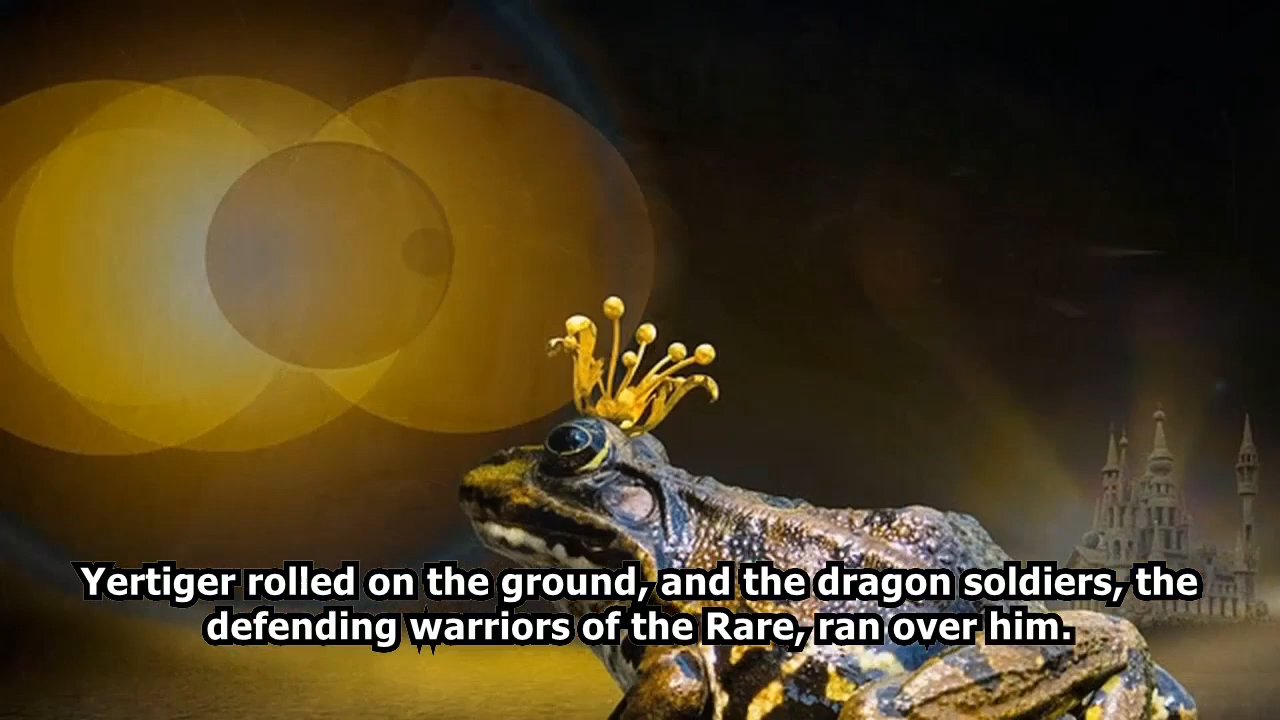 Yertiger rolled on the ground, and the dragon soldiers, the
defending warriors of the Rare, ran over him.